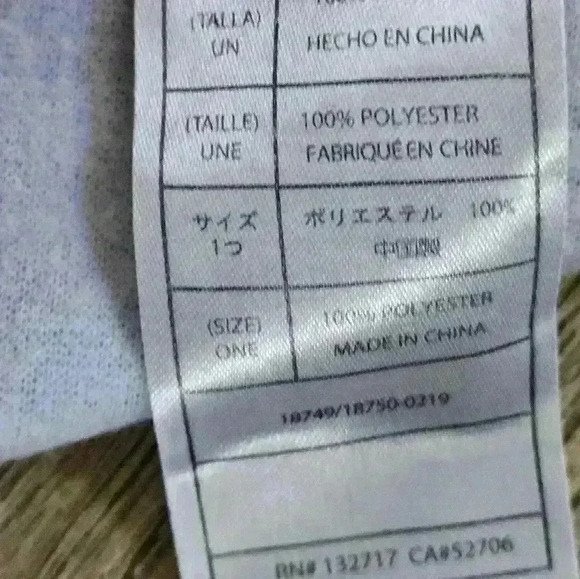 (TALLA)
UN
HECHO EN CHINA
(TAILLE)
UNE
100% POLYESTER
FABRIQUÉ EN CHINE
サイズ
1つ
ポリエステル 100%
中国製
(SIZE)
ONE
100% POLYESTER
MADE IN CHINA
18749/18750-0219
RN# 132717 CA#52706